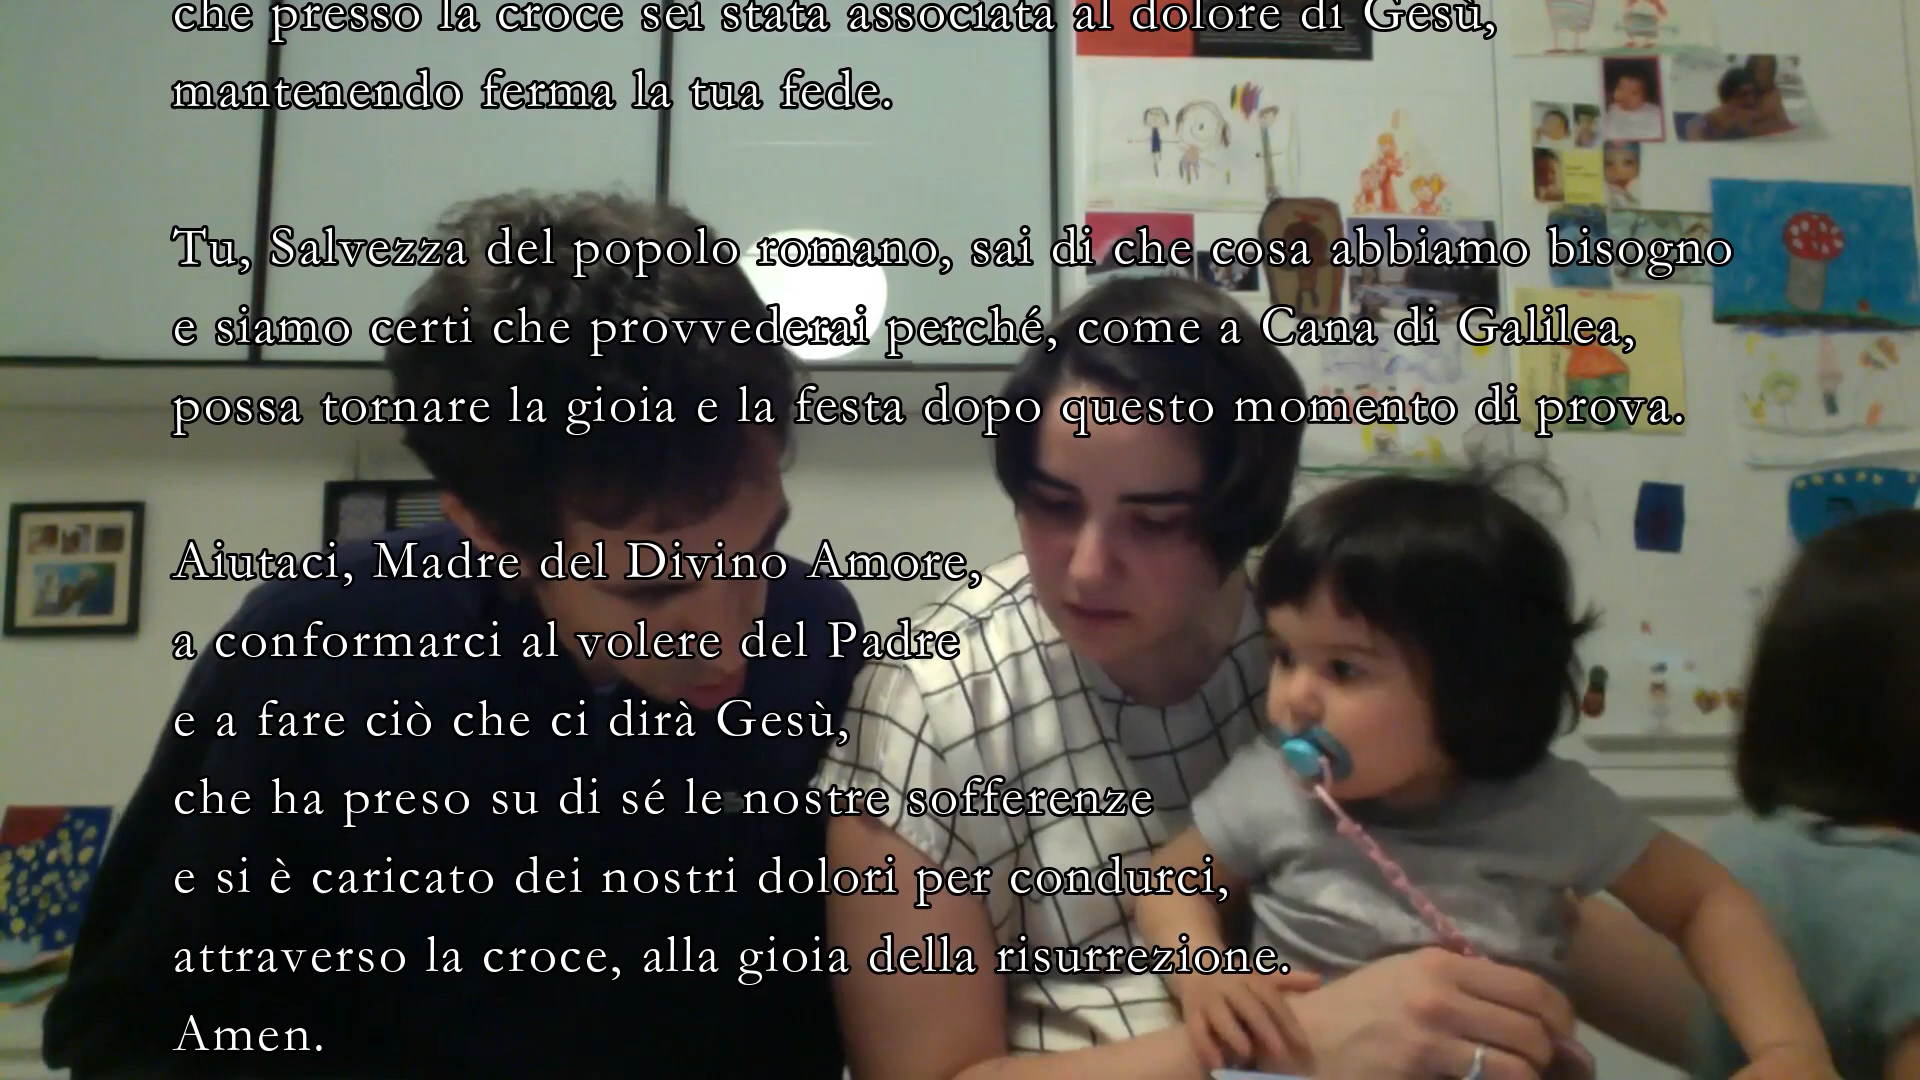 che presso la croce sei stata associata al dolore di Gesù,
mantenendo ferma la tua fede.
Tu, Salvezza del popolo romano, sai di che cosa abbiamo bisogno
e siamo certi che provvederai perché, come a Cana di Galilea,
possa tornare la gioia e la festa dopo questo momento di prova.
Aiutaci, Madre del Divino Amore,
a conformarci al volere del Padre
e a fare ciò che ci dirà Gesù,
che ha preso su di sé le nostre sofferenze
e si è caricato dei nostri dolori per condurci,
attraverso la croce, alla gioia della risurrezione.
Amen.